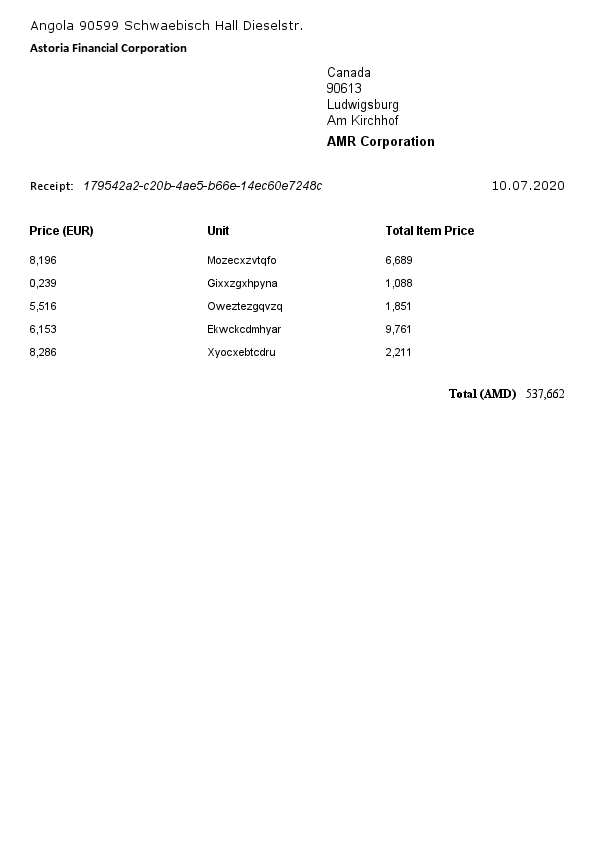 Angola 90599 Schwaebisch Hall Dieselstr.
Astoria Financial Corporation
Canada
90613
Ludwigsburg
Am Kirchhof
AMR Corporation
Receipt: 179542a2-c20b-4ae5-b66e-14ec60e7248c 10.07.2020
Price (EUR) Unit Total Item Price
8,196 Mozecxzvtqfo 6,689
0,239 Gixxzgxhpyna 1,088
5,516 Oweztezgqvzq 1,851
6,153 Ekwckcdmhyar 9,761
8,286 Xyocxebtcdru 2,211
Total (AMD) 537,662